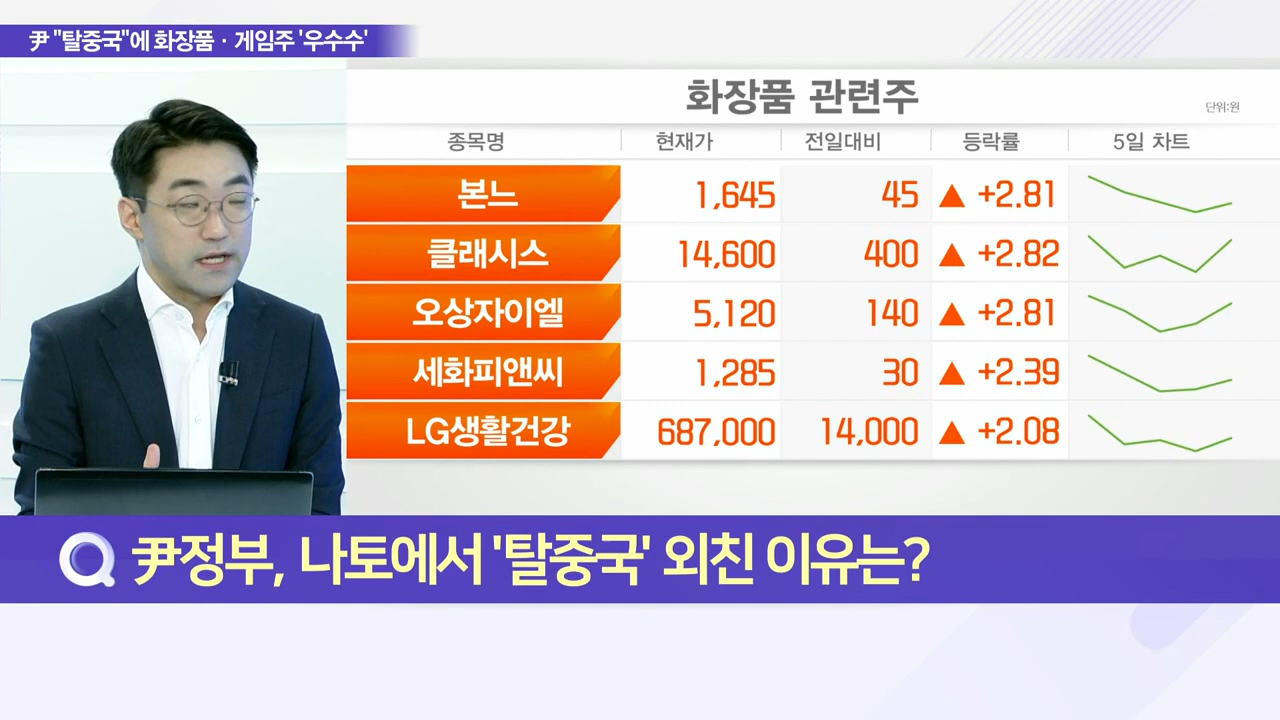 尹 "탈중국"에 화장품·게임주 '우수수'
화장품 관련주
단위:원
종목명 현재가 전일대비 등락률 5일 차트
본느 1,645 45 ▲ +2.81
클래시스 14,600 400 ▲ +2.82
오상자이엘 5,120 140 ▲ +2.81
세화피앤씨 1,285 30 ▲ +2.39
LG생활건강 687,000 14,000 ▲ +2.08
Q 尹정부, 나토에서 '탈중국' 외친 이유는?